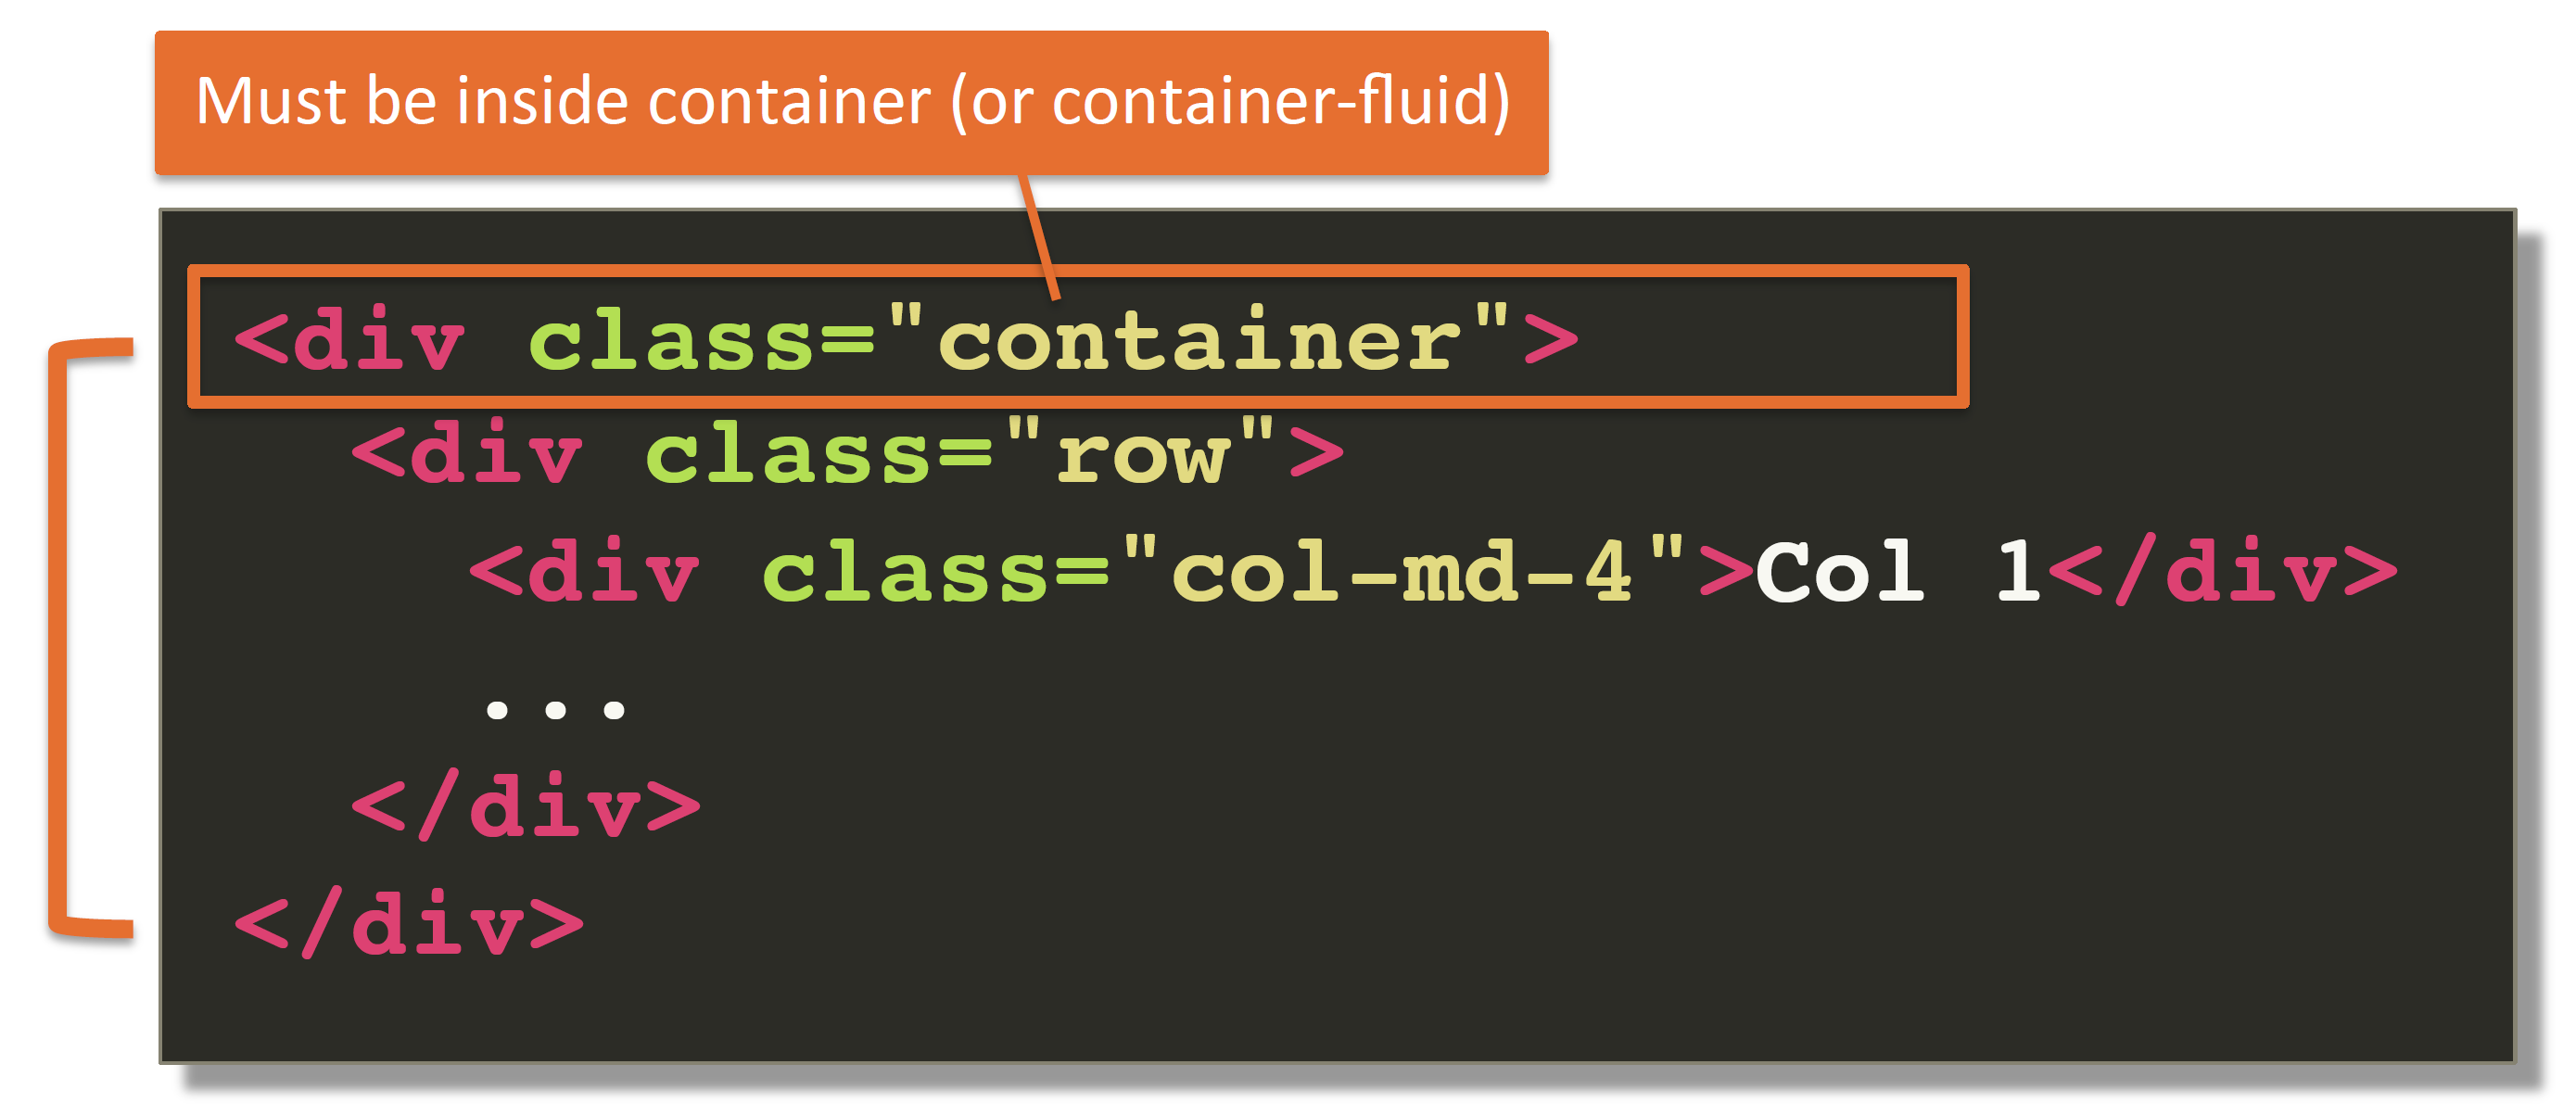 Must be inside container (or container-fluid)
<div class="container">
<div class="row">
<div class="col-md-4">Col 1</div>
...
</div>
</div>